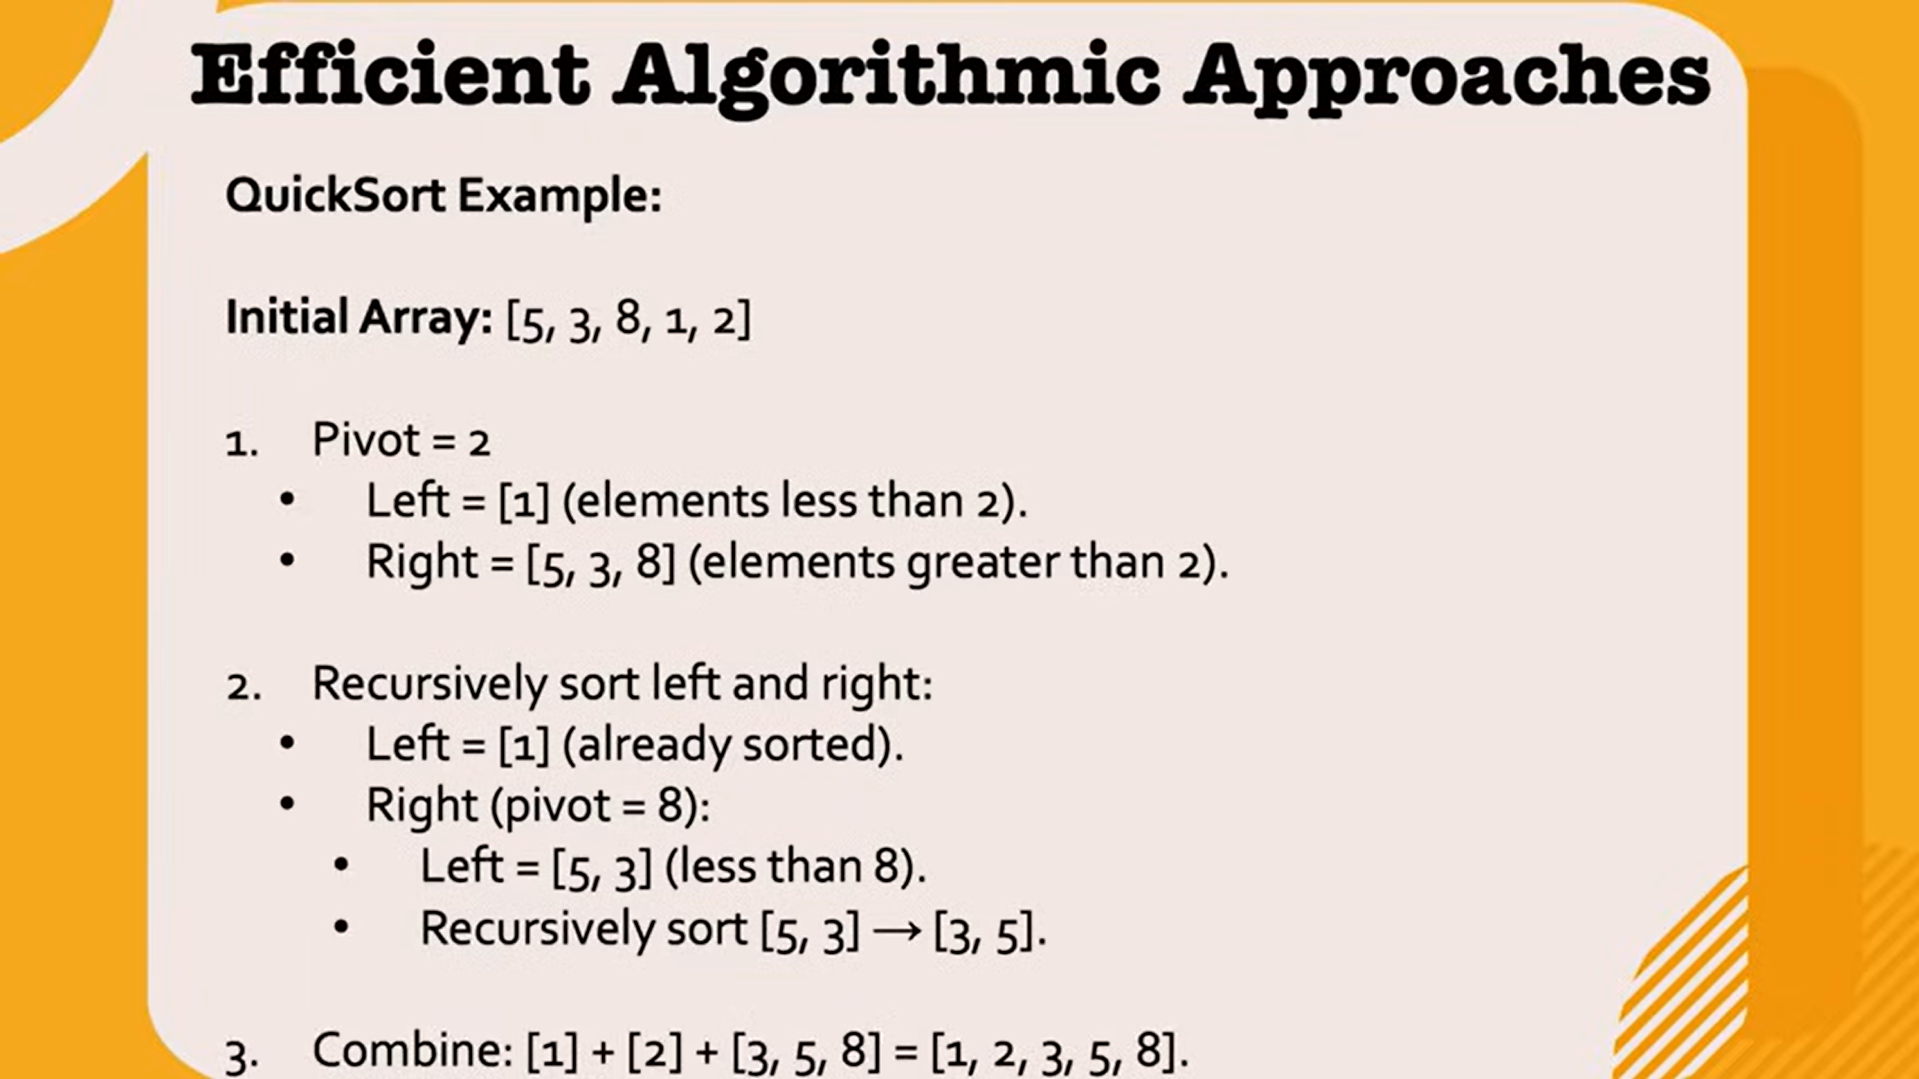 Efficient Algorithmic Approaches
QuickSort Example:
Initial Array: [5, 3, 8, 1, 2]
1. Pivot = 2
• Left = [1] (elements less than 2).
• Right = [5, 3, 8] (elements greater than 2).
2. Recursively sort left and right:
• Left = [1] (already sorted).
• Right (pivot = 8):
• Left = [5, 3] (less than 8).
• Recursively sort [5, 3] → [3, 5].
3. Combine: [1] + [2] + [3, 5, 8] = [1, 2, 3, 5, 8].